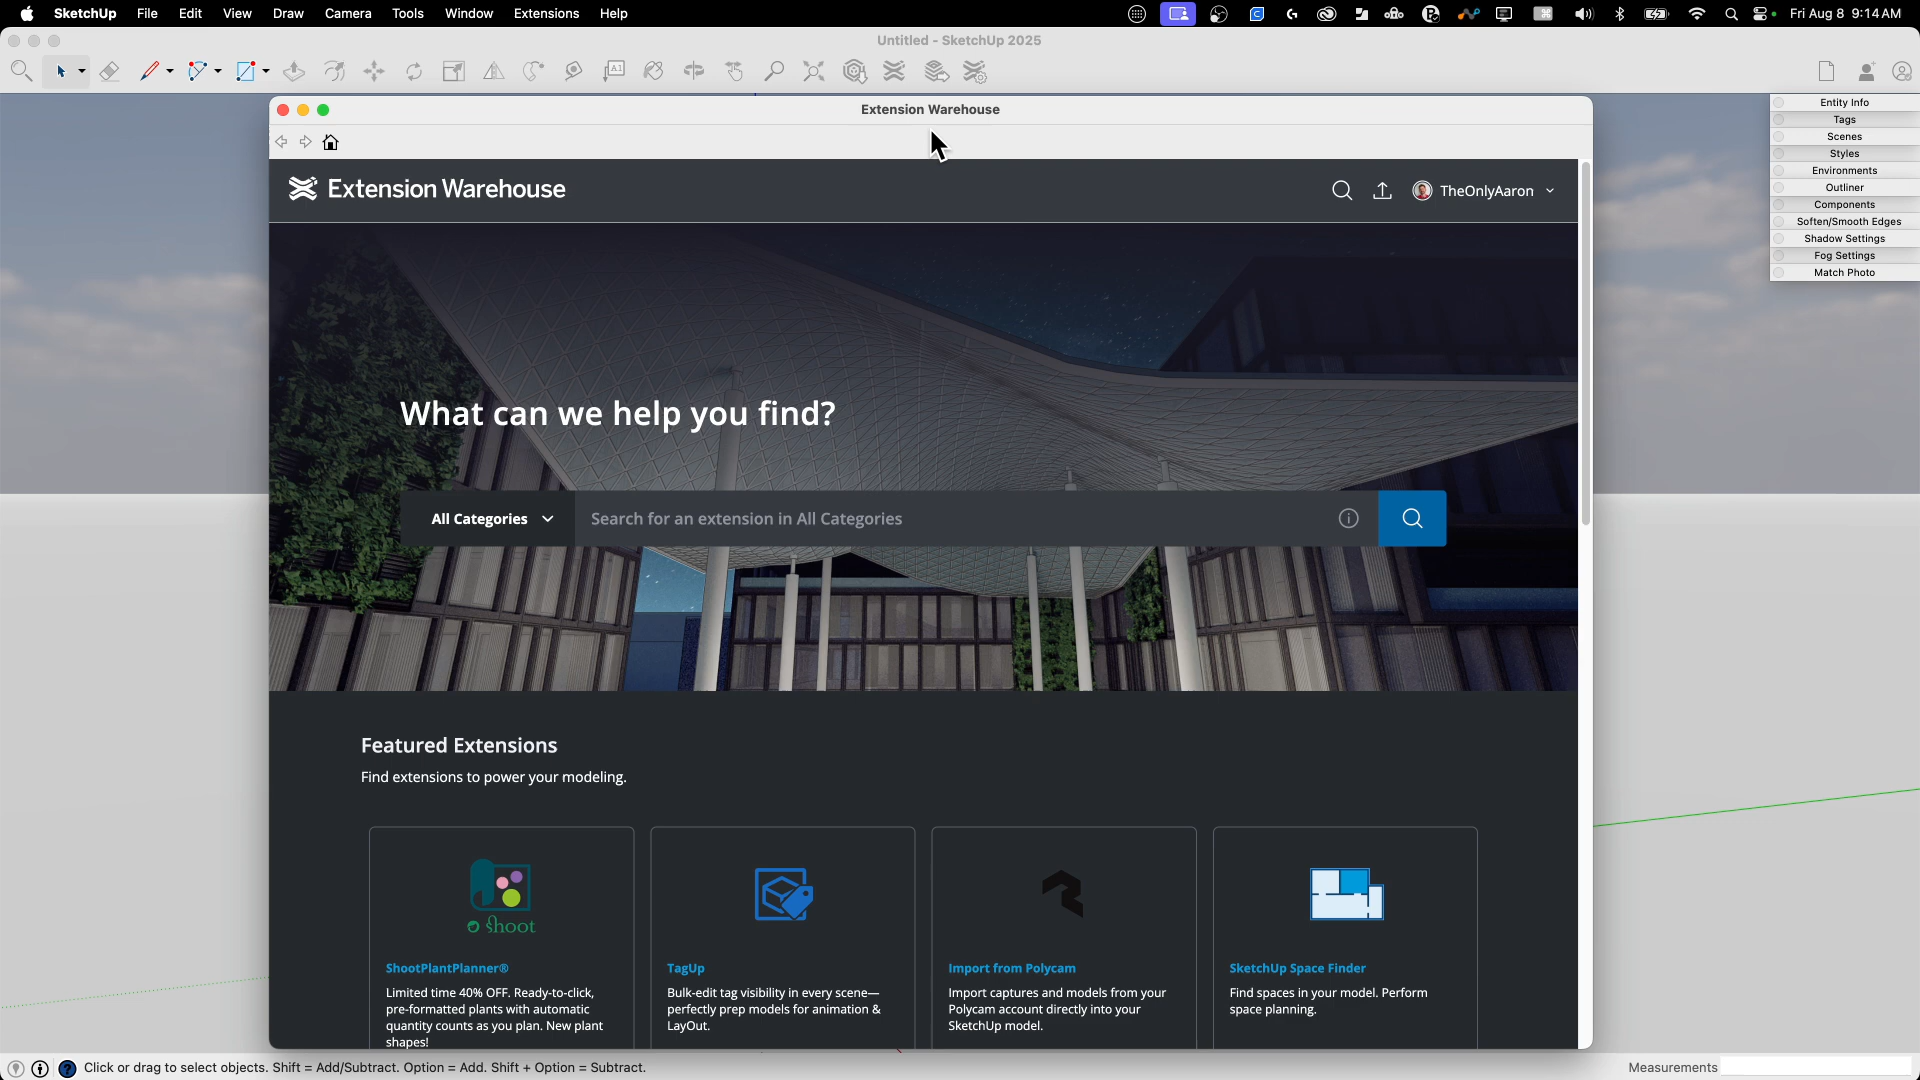 SketchUp File Edit View Draw Camera Tools Window Extensions Help Fri Aug 8 9:14 AM
Untitled - SketchUp 2025
A1
Extension Warehouse
Entity Info
Tags
Scenes
Styles
Environments
Outliner
Components
Soften/Smooth Edges
Shadow Settings
Fog Settings
Match Photo
Extension Warehouse
TheOnlyAaron
What can we help you find?
All Categories
Search for an extension in All Categories
Featured Extensions
Find extensions to power your modeling.
Shoot
ShootPlantPlanner®
Limited time 40% OFF. Ready-to-click,
pre-formatted plants with automatic
quantity counts as you plan. New plant
shapes!
TagUp
Bulk-edit tag visibility in every scene—
perfectly prep models for animation &
LayOut.
Import from Polycam
Import captures and models from your
Polycam account directly into your
SketchUp model.
SketchUp Space Finder
Find spaces in your model. Perform
space planning.
Click or drag to select objects. Shift = Add/Subtract. Option = Add. Shift + Option = Subtract.
Measurements